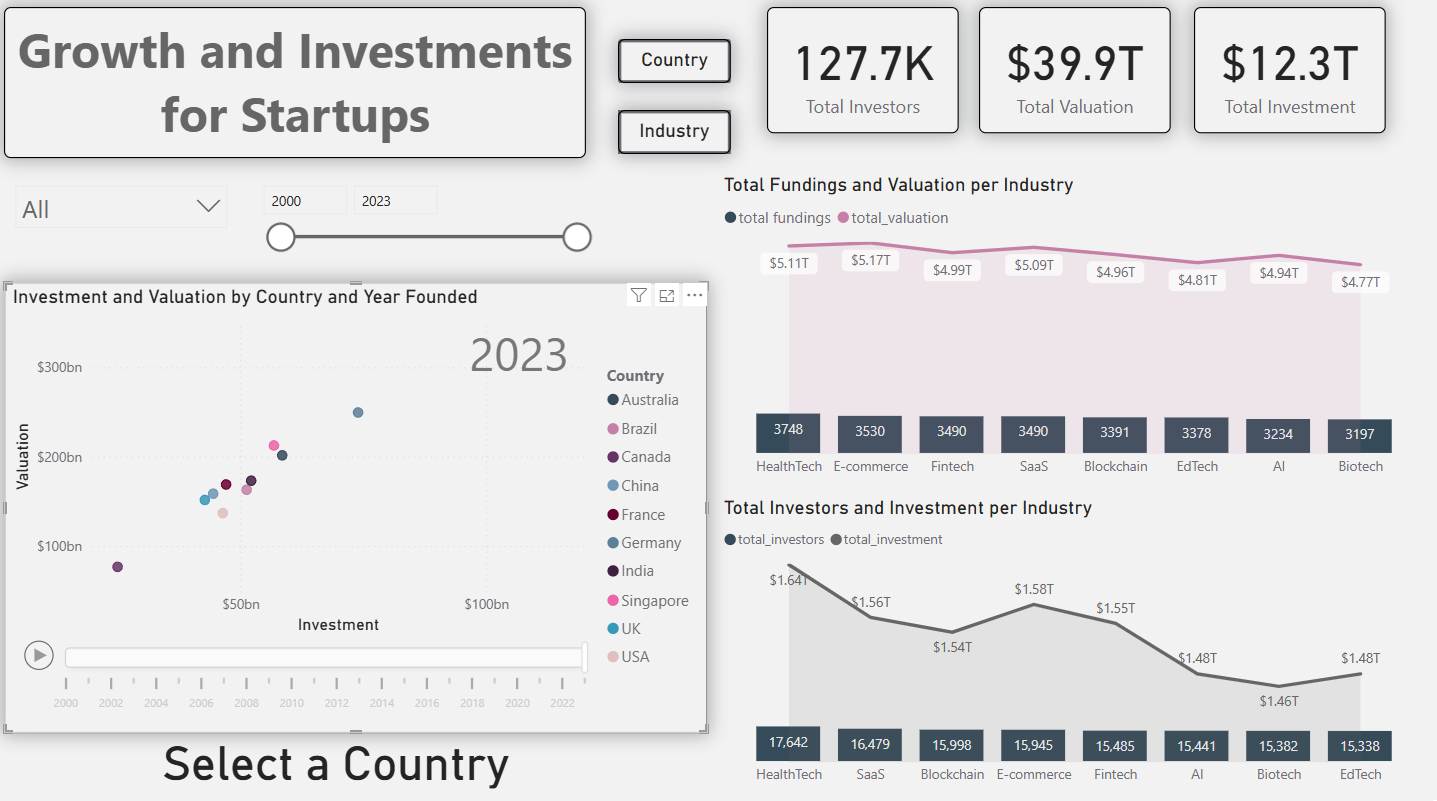 Growth and Investments
for Startups
Country
Industry
127.7K
Total Investors
$39.9T
Total Valuation
$12.3T
Total Investment
All
2000
2023
Investment and Valuation by Country and Year Founded
2023
$300bn
$200bn
$100bn
Valuation
$50bn
$100bn
Investment
Country
Australia
Brazil
Canada
China
France
Germany
India
Singapore
UK
USA
2000 2002 2004 2006 2008 2010 2012 2014 2016 2018 2020 2022
Select a Country
Total Fundings and Valuation per Industry
total fundings total_valuation
$5.11T $5.17T $4.99T $5.09T $4.96T $4.81T $4.94T $4.77T
3748 3530 3490 3490 3391 3378 3234 3197
HealthTech E-commerce Fintech SaaS Blockchain EdTech AI Biotech
Total Investors and Investment per Industry
total_investors total_investment
$1.64T $1.56T $1.54T $1.58T $1.55T $1.48T $1.46T $1.48T
17,642 16,479 15,998 15,945 15,485 15,441 15,382 15,338
HealthTech SaaS Blockchain E-commerce Fintech AI Biotech EdTech